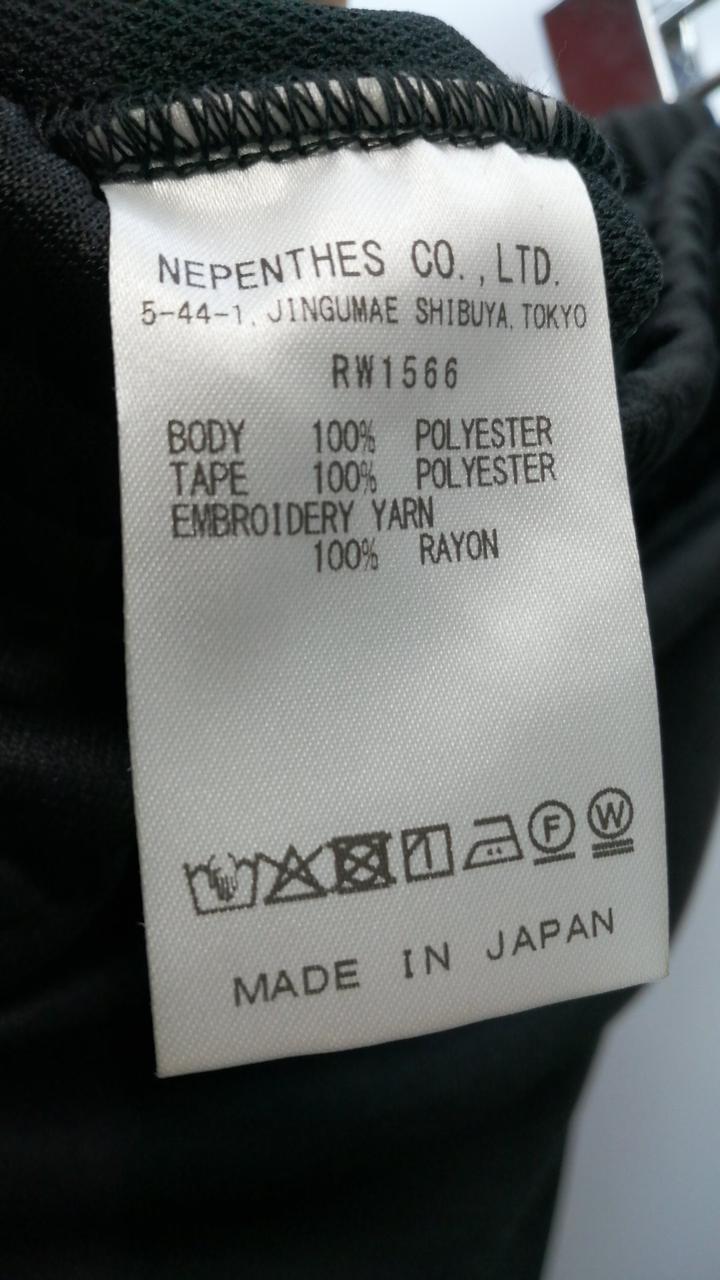 NEPENTHES CO.,LTD.
5-44-1, JINGUMAE SHIBUYA, TOKYO
RW1566
BODY 100% POLYESTER
TAPE 100% POLYESTER
EMBROIDERY YARN
100% RAYON
F W
MADE IN JAPAN